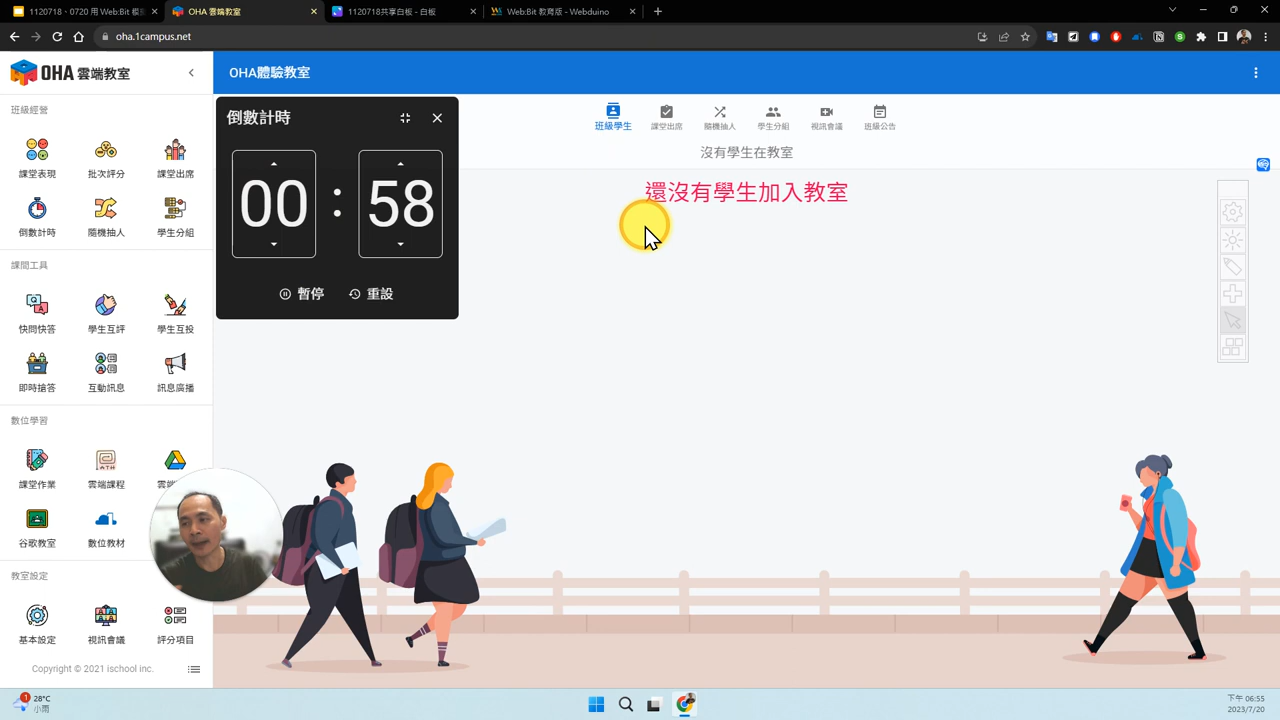 1120718、0720 用 Web:Bit 模
OHA 雲端教室
1120718共享白板 - 白板
Web:Bit 教育版 - Webduino
oha.1campus.net
OHA 雲端教室
OHA體驗教室
班級經營
課堂表現
批次評分
課堂出席
倒數計時
隨機抽人
學生分組
課間工具
快問快答
學生互評
學生互投
即時搶答
互動訊息
訊息廣播
數位學習
課堂作業
雲端課程
雲端
谷歌教室
數位教材
教室設定
基本設定
視訊會議
評分項目
Copyright © 2021 ischool inc.
倒數計時
00 : 58
暫停
重設
班級學生
課堂出席
隨機抽人
學生分組
視訊會議
班級公告
沒有學生在教室
還沒有學生加入教室
1
28°C
小雨
下午 06:55
2023/7/20